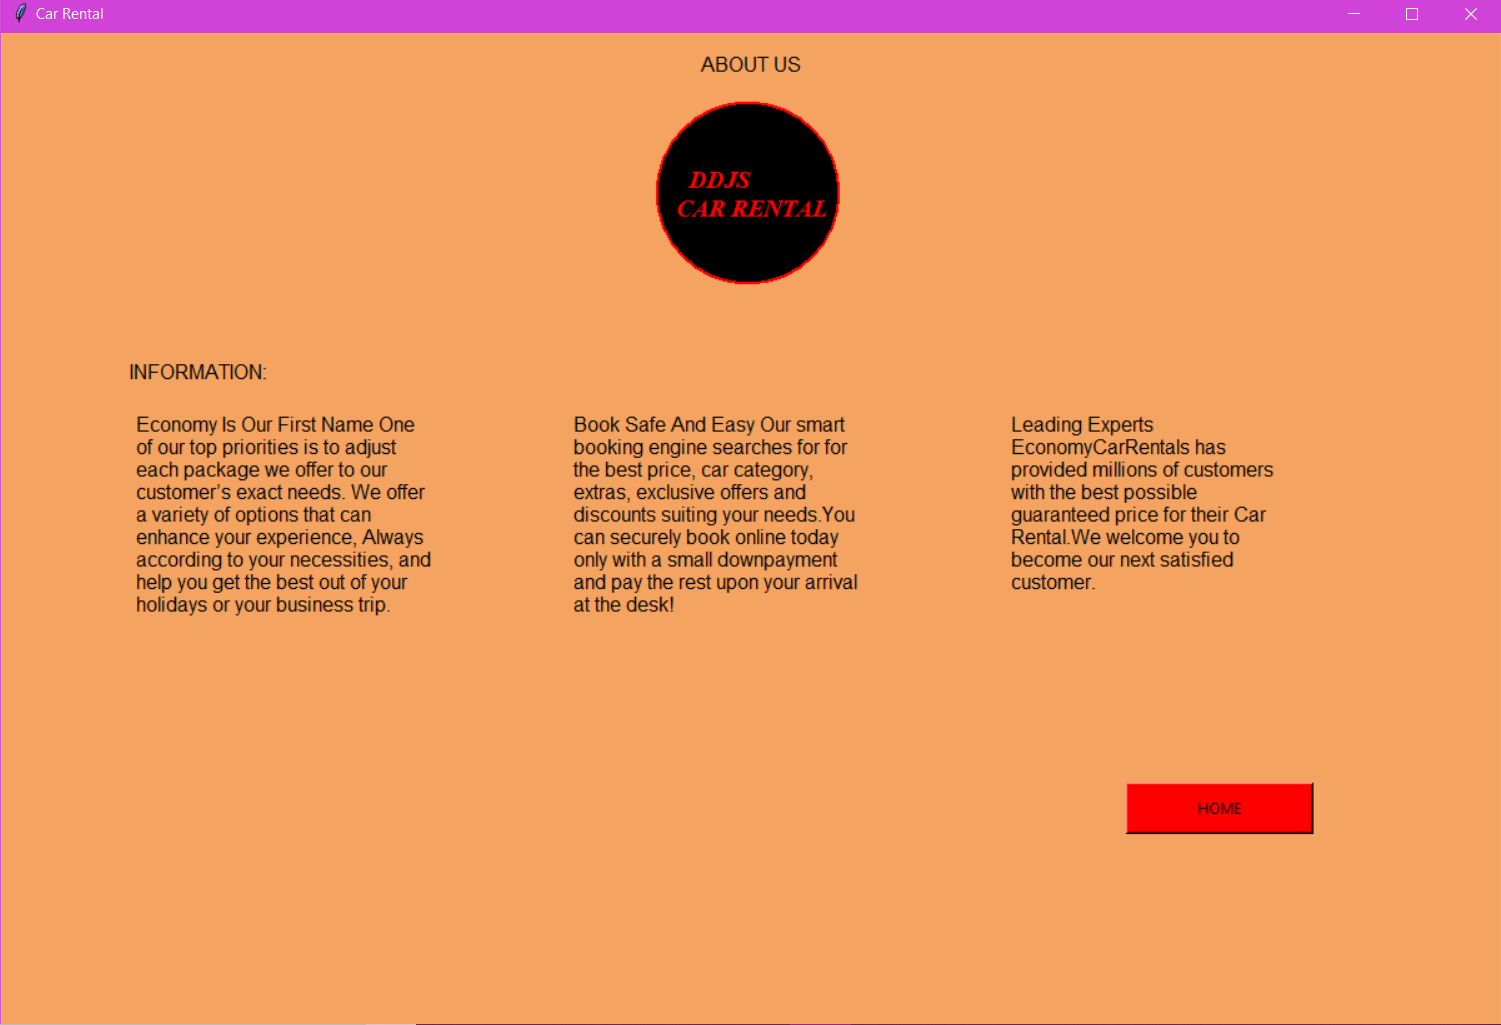 Car Rental
ABOUT US
DDJS
CAR RENTAL
INFORMATION:
Economy Is Our First Name One
of our top priorities is to adjust
each package we offer to our
customer’s exact needs. We offer
a variety of options that can
enhance your experience, Always
according to your necessities, and
help you get the best out of your
holidays or your business trip.
Book Safe And Easy Our smart
booking engine searches for for
the best price, car category,
extras, exclusive offers and
discounts suiting your needs.You
can securely book online today
only with a small downpayment
and pay the rest upon your arrival
at the desk!
Leading Experts
EconomyCarRentals has
provided millions of customers
with the best possible
guaranteed price for their Car
Rental.We welcome you to
become our next satisfied
customer.
HOME